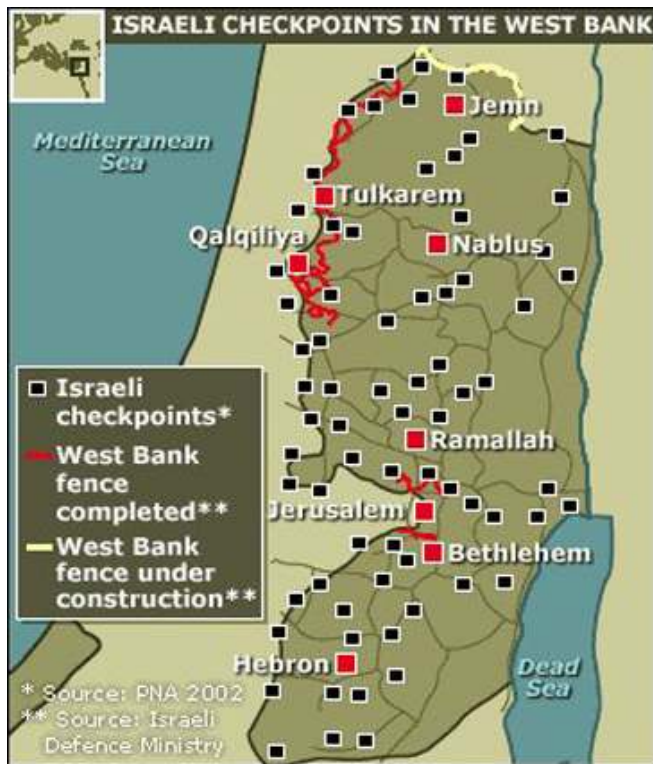 ISRAELI CHECKPOINTS IN THE WEST BANK
Mediterranean
Sea
Jenin
Tulkarem
Qalqiliya
Nablus
Israeli
checkpoints*
West Bank
fence
completed**
West Bank
fence under
construction**
Ramallah
Jerusalem
Bethlehem
Hebron
Dead
Sea
* Source: PNA 2002
** Source: Israeli
Defence Ministry